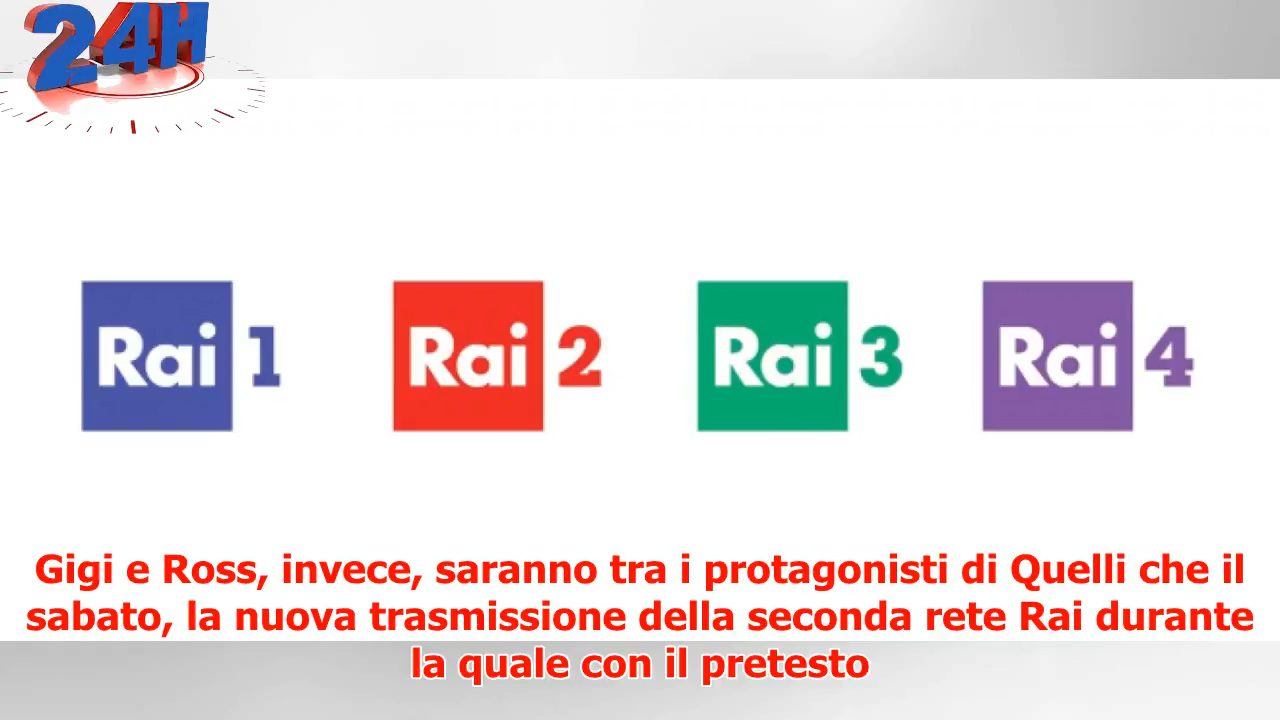 24H
Rai 1
Rai 2
Rai 3
Rai 4
Gigi e Ross, invece, saranno tra i protagonisti di Quelli che il
sabato, la nuova trasmissione della seconda rete Rai durante
la quale con il pretesto